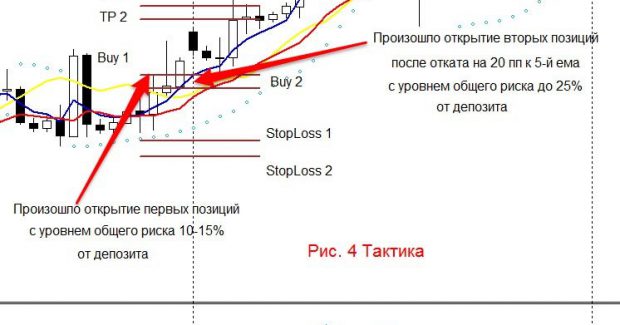 TP 2
Произошло открытие вторых позиций
после отката на 20 пп к 5-й ема
с уровнем общего риска до 25%
от депозита
Buy 1
Buy 2
StopLoss 1
StopLoss 2
Произошло открытие первых позиций
с уровнем общего риска 10-15%
от депозита
Рис. 4 Тактика